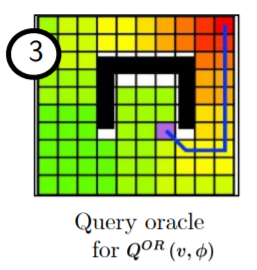 3
Query oracle
for Q^{OR}(v, ϕ)